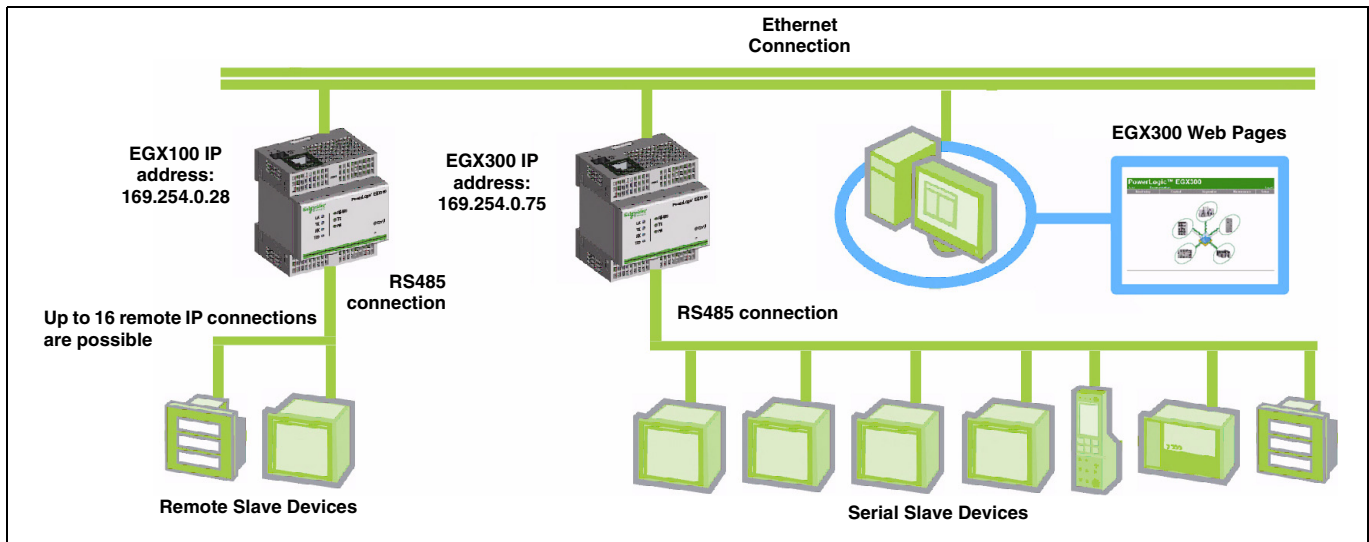 Ethernet
Connection
EGX100 IP
address:
169.254.0.28
EGX300 IP
address:
169.254.0.75
EGX300 Web Pages
PowerLogic™ EGX300
RS485
connection
RS485 connection
Up to 16 remote IP connections
are possible
Remote Slave Devices
Serial Slave Devices